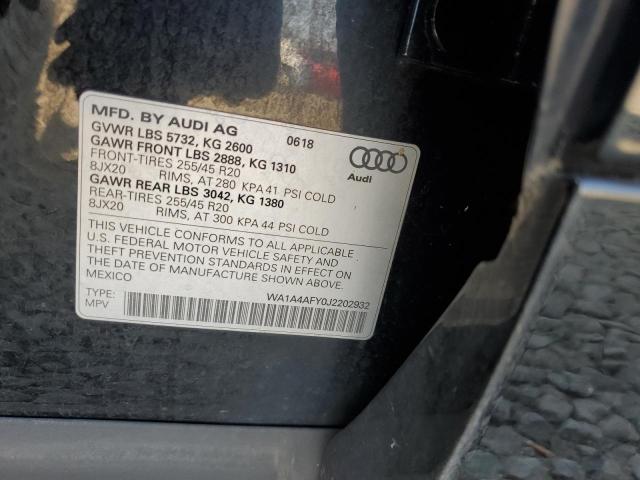 MFD. BY AUDI AG 0618
GVWR LBS 5732, KG 2600
GAWR FRONT LBS 2888, KG 1310
FRONT-TIRES 255/45 R20
8JX20 RIMS, AT 280 KPA 41 PSI COLD
GAWR REAR LBS 3042, KG 1380
REAR-TIRES 255/45 R20
8JX20 RIMS, AT 300 KPA 44 PSI COLD
Audi
THIS VEHICLE CONFORMS TO ALL APPLICABLE
U.S. FEDERAL MOTOR VEHICLE SAFETY AND
THEFT PREVENTION STANDARDS IN EFFECT ON
THE DATE OF MANUFACTURE SHOWN ABOVE.
MEXICO
TYPE: WA1A4AFY0J2202932
MPV